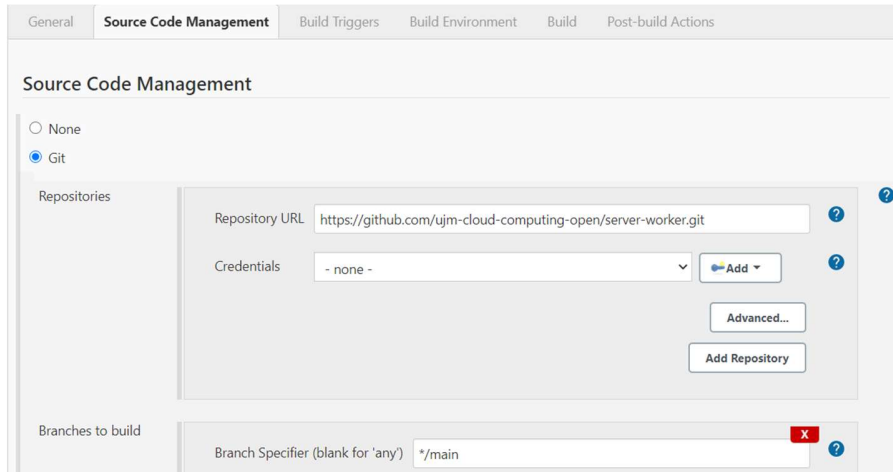 General Source Code Management Build Triggers Build Environment Build Post-build Actions
Source Code Management
None
Git
Repositories
Repository URL https://github.com/ujm-cloud-computing-open/server-worker.git ?
?
Credentials - none - Add ?
Advanced...
Add Repository
Branches to build
X
Branch Specifier (blank for 'any') */main ?